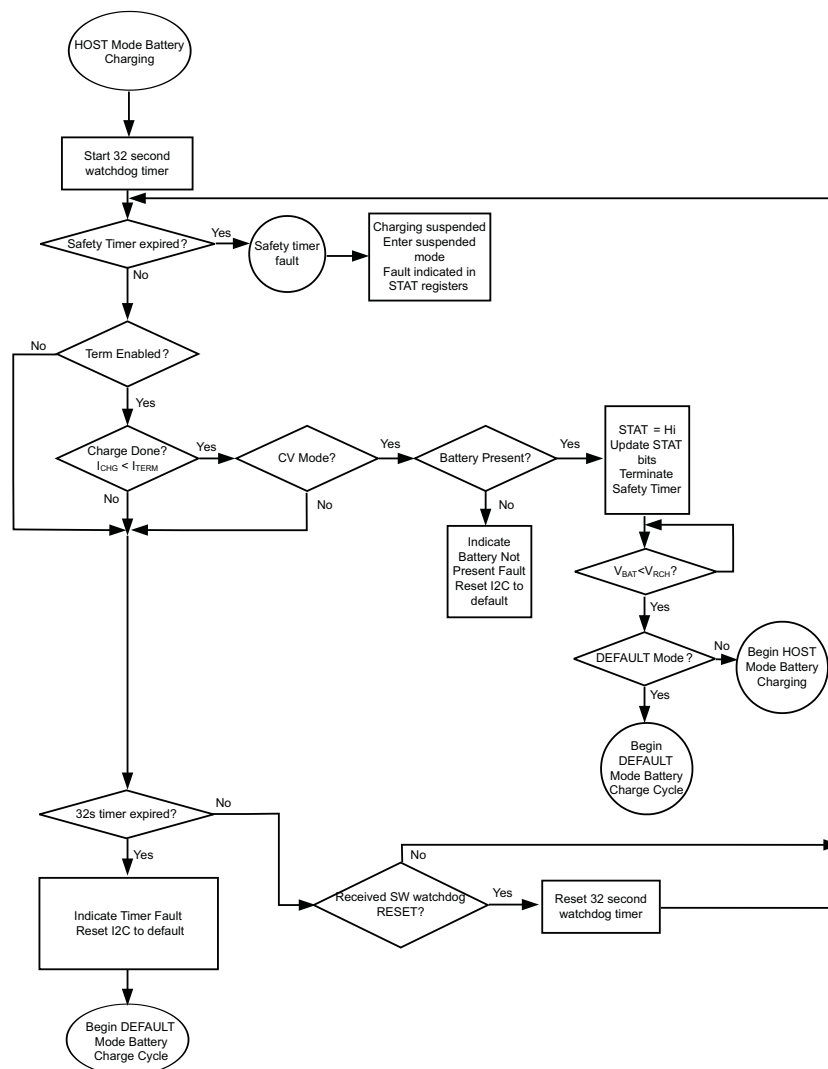 HOST Mode Battery
Charging
Start 32 second
watchdog timer
Safety Timer expired?
Yes
Safety timer
fault
Charging suspended
Enter suspended
mode
Fault indicated in
STAT registers
No
No
Term Enabled?
Yes
Charge Done?
ICHG < ITERM
Yes
CV Mode?
Yes
Battery Present?
Yes
STAT = Hi
Update STAT
bits
Terminate
Safety Timer
No
No
No
Indicate
Battery Not
Present Fault
Reset I2C to
default
VBAT<VRCH?
Yes
DEFAULT Mode?
No
Begin HOST
Mode Battery
Charging
Yes
Begin
DEFAULT
Mode Battery
Charge Cycle
32s timer expired?
No
Yes
No
Indicate Timer Fault
Reset I2C to default
Received SW watchdog
RESET?
Yes
Reset 32 second
watchdog timer
Begin DEFAULT
Mode Battery
Charge Cycle